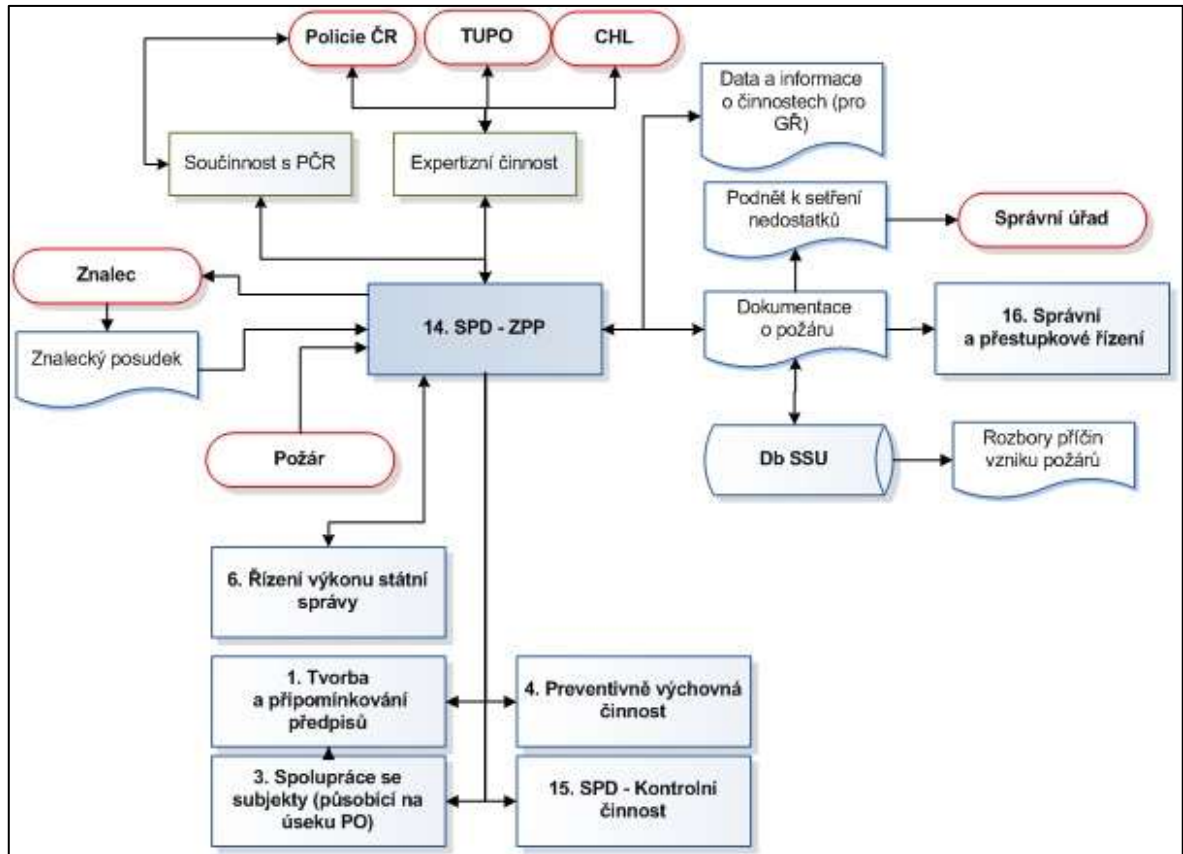 Policie ČR
TUPO
CHL
Data a informace
o činnostech (pro
GŘ)
Součinnost s PČR
Expertizní činnost
Podnět k setření
nedostatků
Správní úřad
Znalec
14. SPD - ZPP
Dokumentace
o požáru
16. Správní
a přestupkové řízení
Znalecký posudek
Požár
Db SSU
Rozbory příčin
vzniku požárů
6. Řízení výkonu státní
správy
1. Tvorba
a připomínkování
předpisů
4. Preventivně výchovná
činnost
3. Spolupráce se
subjekty (působící na
úseku PO)
15. SPD - Kontrolní
činnost